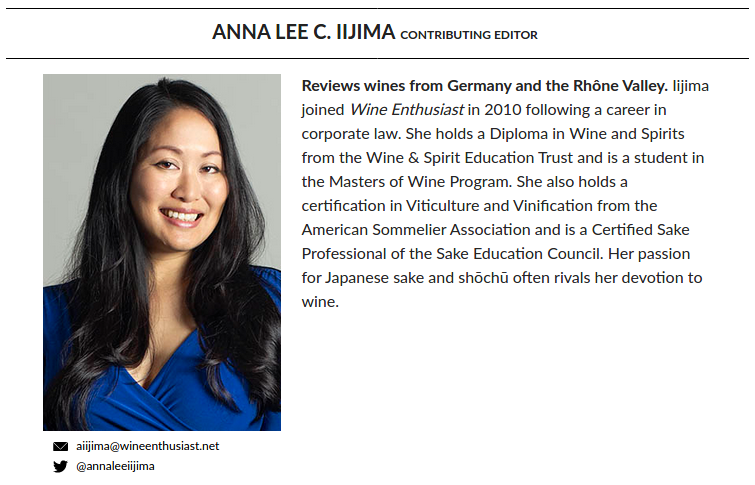 ANNA LEE C. IIJIMA CONTRIBUTING EDITOR
Reviews wines from Germany and the Rhône Valley. Iijima
joined Wine Enthusiast in 2010 following a career in
corporate law. She holds a Diploma in Wine and Spirits
from the Wine & Spirit Education Trust and is a student in
the Masters of Wine Program. She also holds a
certification in Viticulture and Vinification from the
American Sommelier Association and is a Certified Sake
Professional of the Sake Education Council. Her passion
for Japanese sake and shōchū often rivals her devotion to
wine.
aiijima@wineenthusiast.net
@annaleeiijima